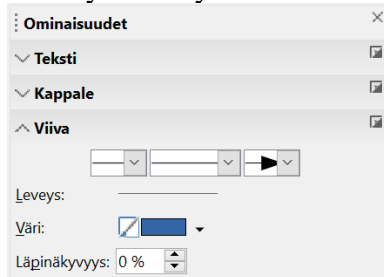 Ominaisuudet
Teksti
Kappale
Viiva
Leveys:
Väri:
Läpinäkyvyys: 0 %